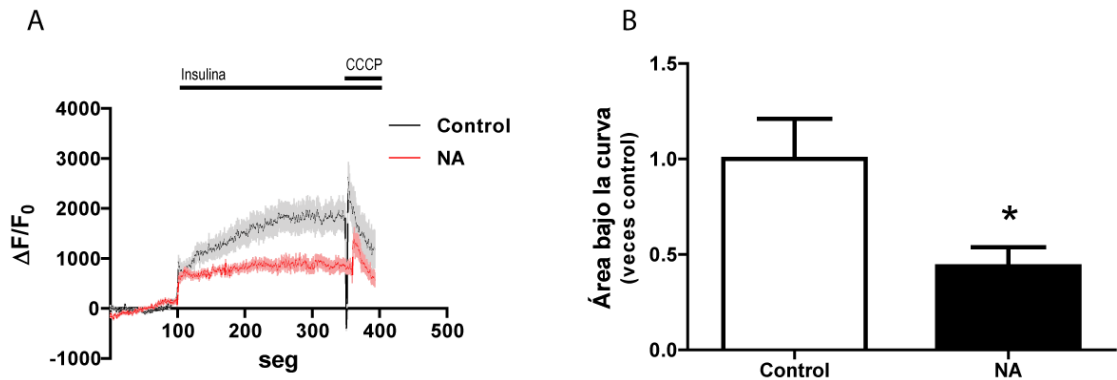 A
Insulina
CCCP
4000
3000
2000
1000
0
-1000
ΔF/F0
100
200
300
400
500
seg
Control
NA
B
1.5
1.0
0.5
0.0
Área bajo la curva
(veces control)
*
Control
NA